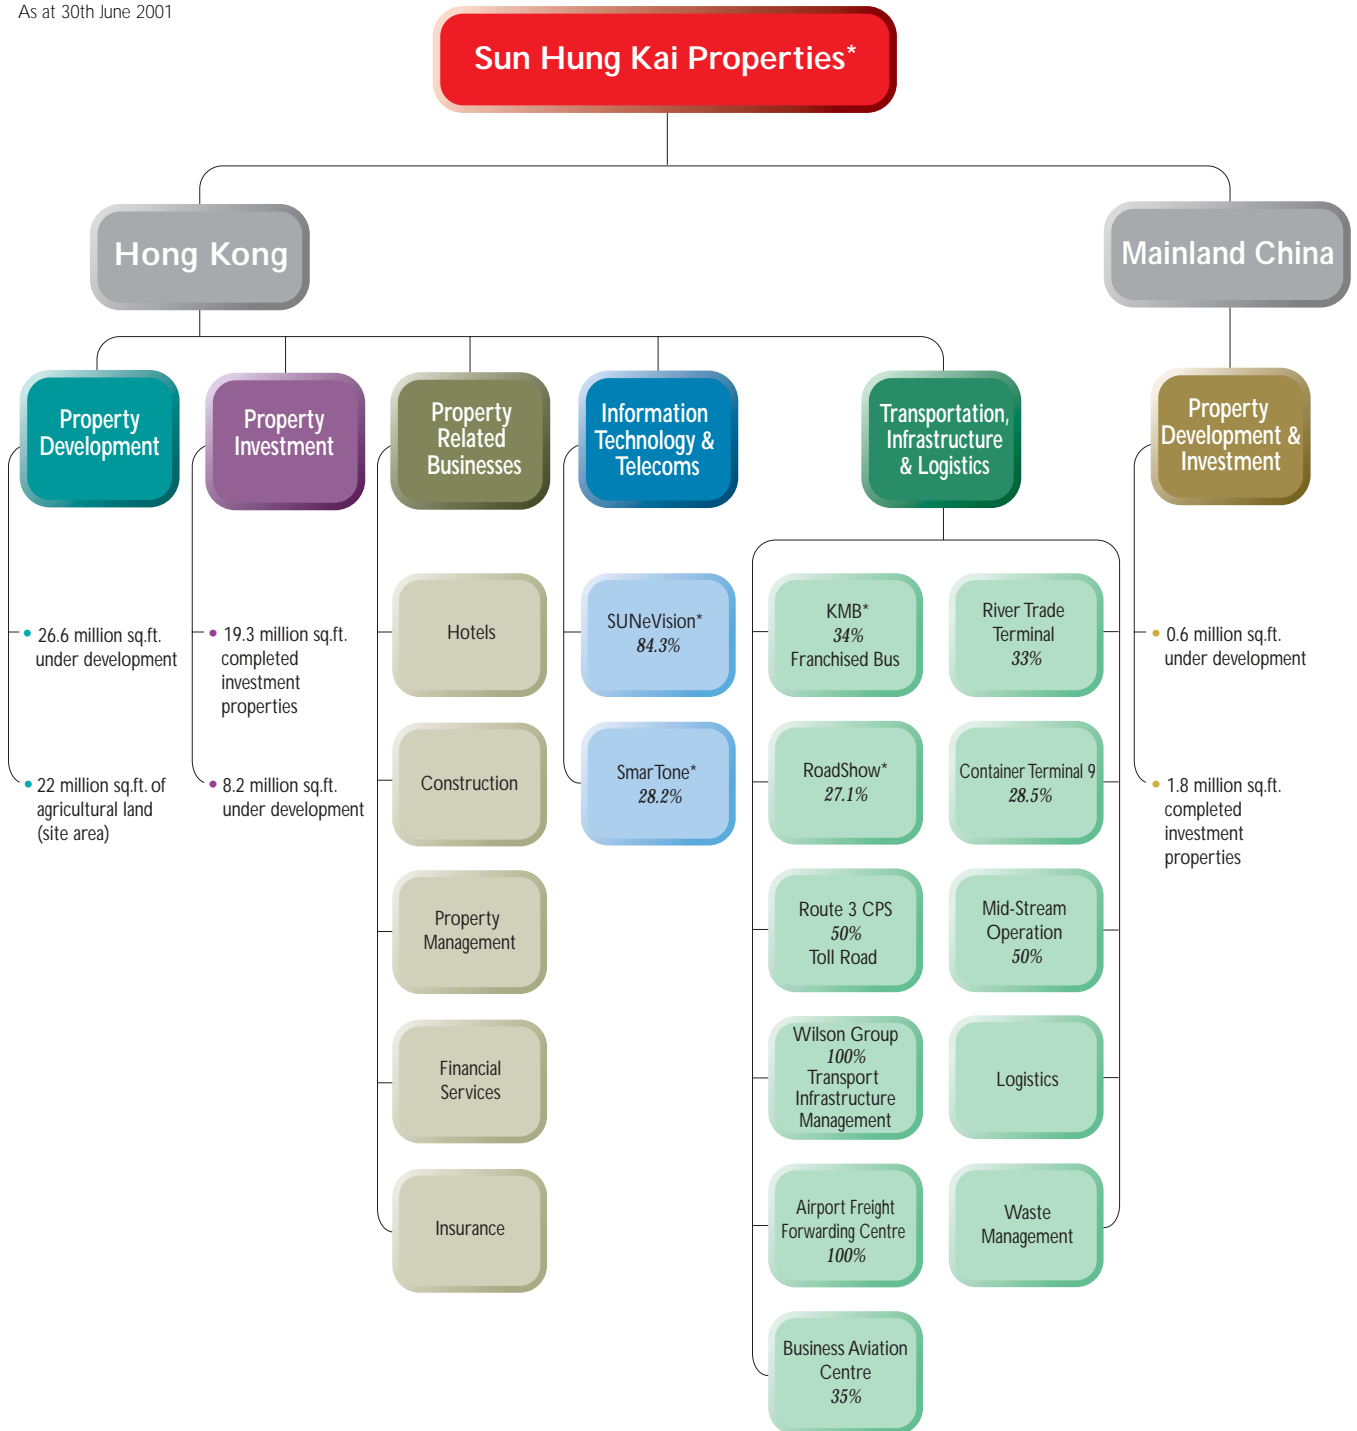 As at 30th June 2001
Sun Hung Kai Properties*
Hong Kong
Mainland China
Property
Development
Property
Investment
Property
Related
Businesses
Information
Technology &
Telecoms
Transportation,
Infrastructure
& Logistics
Property
Development &
Investment
• 26.6 million sq.ft.
under development
• 22 million sq.ft. of
agricultural land
(site area)
• 19.3 million sq.ft.
completed
investment
properties
• 8.2 million sq.ft.
under development
Hotels
Construction
Property
Management
Financial
Services
Insurance
SUNeVision*
84.3%
SmarTone*
28.2%
KMB*
34%
Franchised Bus
RoadShow*
27.1%
Route 3 CPS
50%
Toll Road
Wilson Group
100%
Transport
Infrastructure
Management
Airport Freight
Forwarding Centre
100%
Business Aviation
Centre
35%
River Trade
Terminal
33%
Container Terminal 9
28.5%
Mid-Stream
Operation
50%
Logistics
Waste
Management
• 0.6 million sq.ft.
under development
• 1.8 million sq.ft.
completed
investment
properties